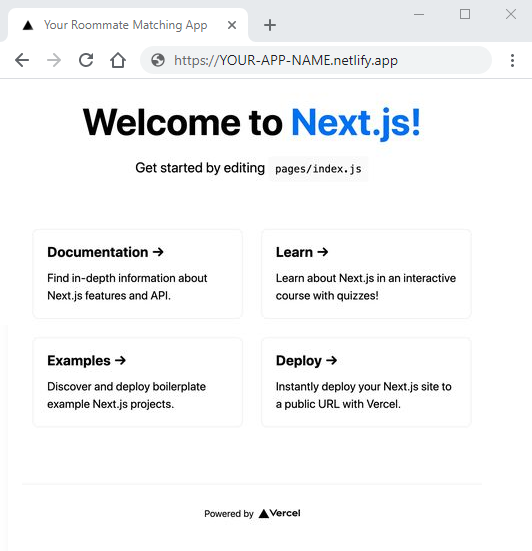 Your Roommate Matching App
https://YOUR-APP-NAME.netlify.app
Welcome to Next.js!
Get started by editing pages/index.js
Documentation →
Find in-depth information about
Next.js features and API.
Learn →
Learn about Next.js in an interactive
course with quizzes!
Examples →
Discover and deploy boilerplate
example Next.js projects.
Deploy →
Instantly deploy your Next.js site to
a public URL with Vercel.
Powered by Vercel